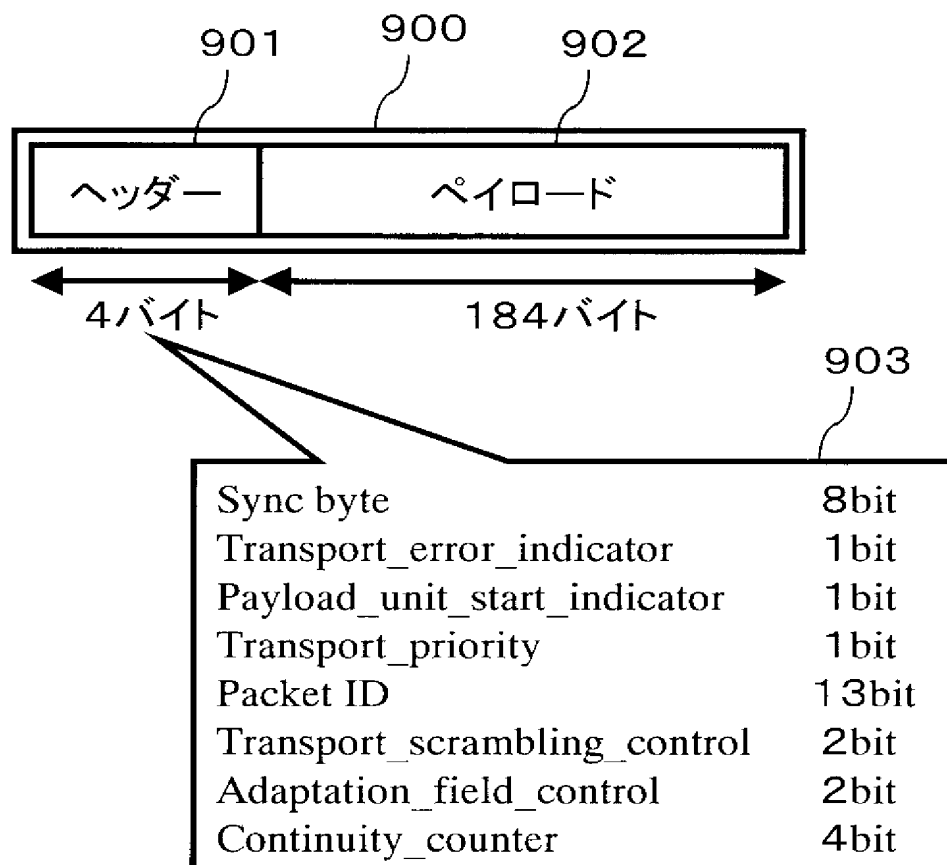 901 900 902
ヘッダー ペイロード
4バイト 184バイト
903
Sync byte 8bit
Transport_error_indicator 1bit
Payload_unit_start_indicator 1bit
Transport_priority 1bit
Packet ID 13bit
Transport_scrambling_control 2bit
Adaptation_field_control 2bit
Continuity_counter 4bit